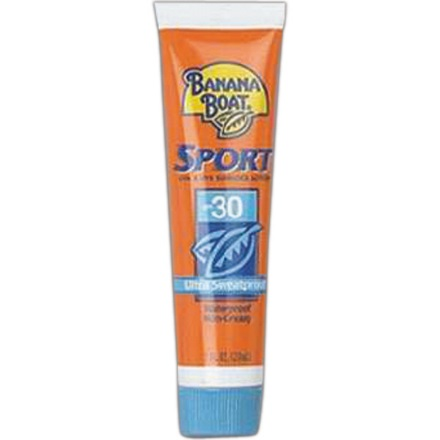 BANANA
BOAT
SPORT
30
Ultra Sweatproof
Waterproof
Non-Greasy